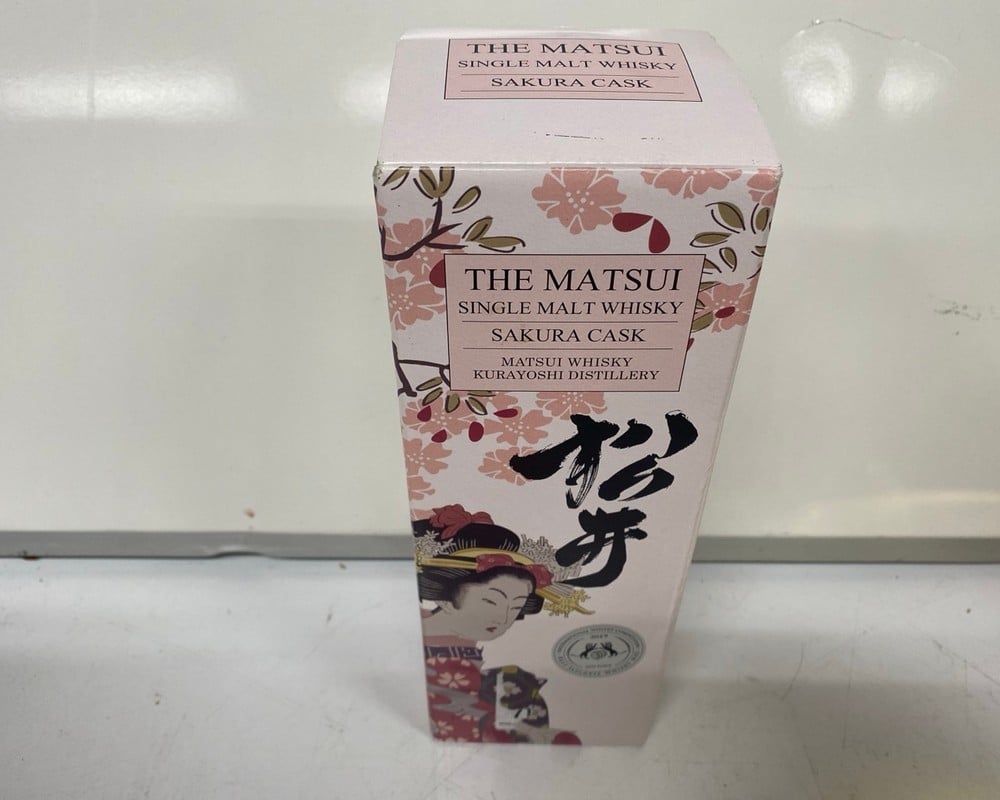 THE MATSUI
SINGLE MALT WHISKY
SAKURA CASK
THE MATSUI
SINGLE MALT WHISKY
SAKURA CASK
MATSUI WHISKY
KURAYOSHI DISTILLERY
松井